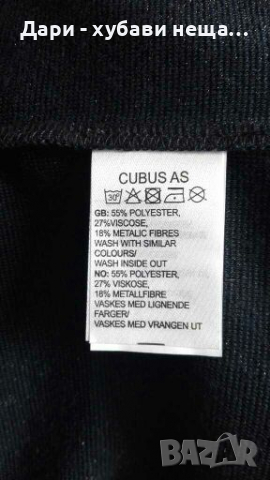 Дари - хубави неща...
CUBUS AS
30°
GB: 55% POLYESTER,
27%VISCOSE,
18% METALIC FIBRES
WASH WITH SIMILAR
COLOURS/
WASH INSIDE OUT
NO: 55% POLYESTER,
27% VISKOSE,
18% METALLFIBRE
VASKES MED LIGNENDE
FARGER/
VASKES MED VRANGEN UT
BAZAR